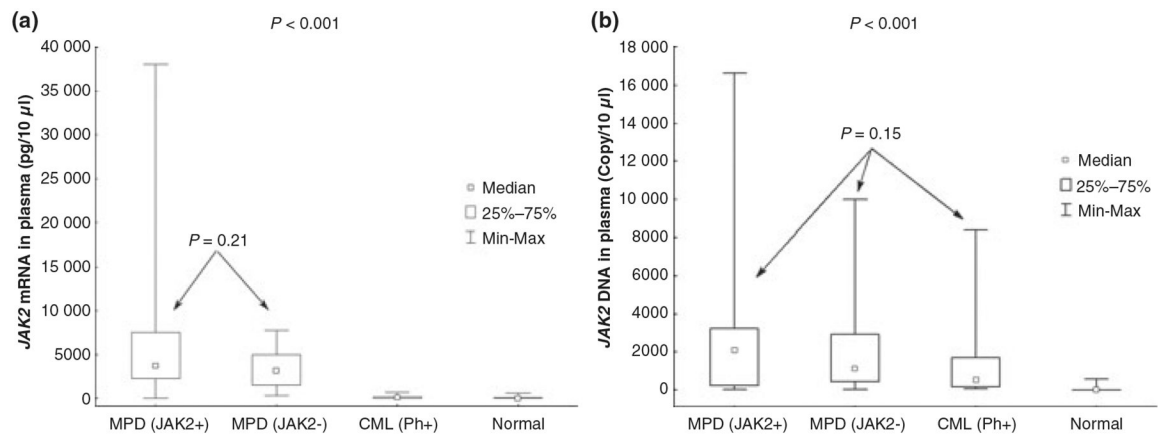 (a)
P < 0.001
JAK2 mRNA in plasma (pg/10 µl)
40 000
35 000
30 000
25 000
20 000
15 000
10 000
5000
0
P = 0.21
Median
25%–75%
Min-Max
MPD (JAK2+)
MPD (JAK2-)
CML (Ph+)
Normal
(b)
P < 0.001
JAK2 DNA in plasma (Copy/10 µl)
18 000
16 000
14 000
12 000
10 000
8000
6000
4000
2000
0
P = 0.15
Median
25%–75%
Min-Max
MPD (JAK2+)
MPD (JAK2-)
CML (Ph+)
Normal